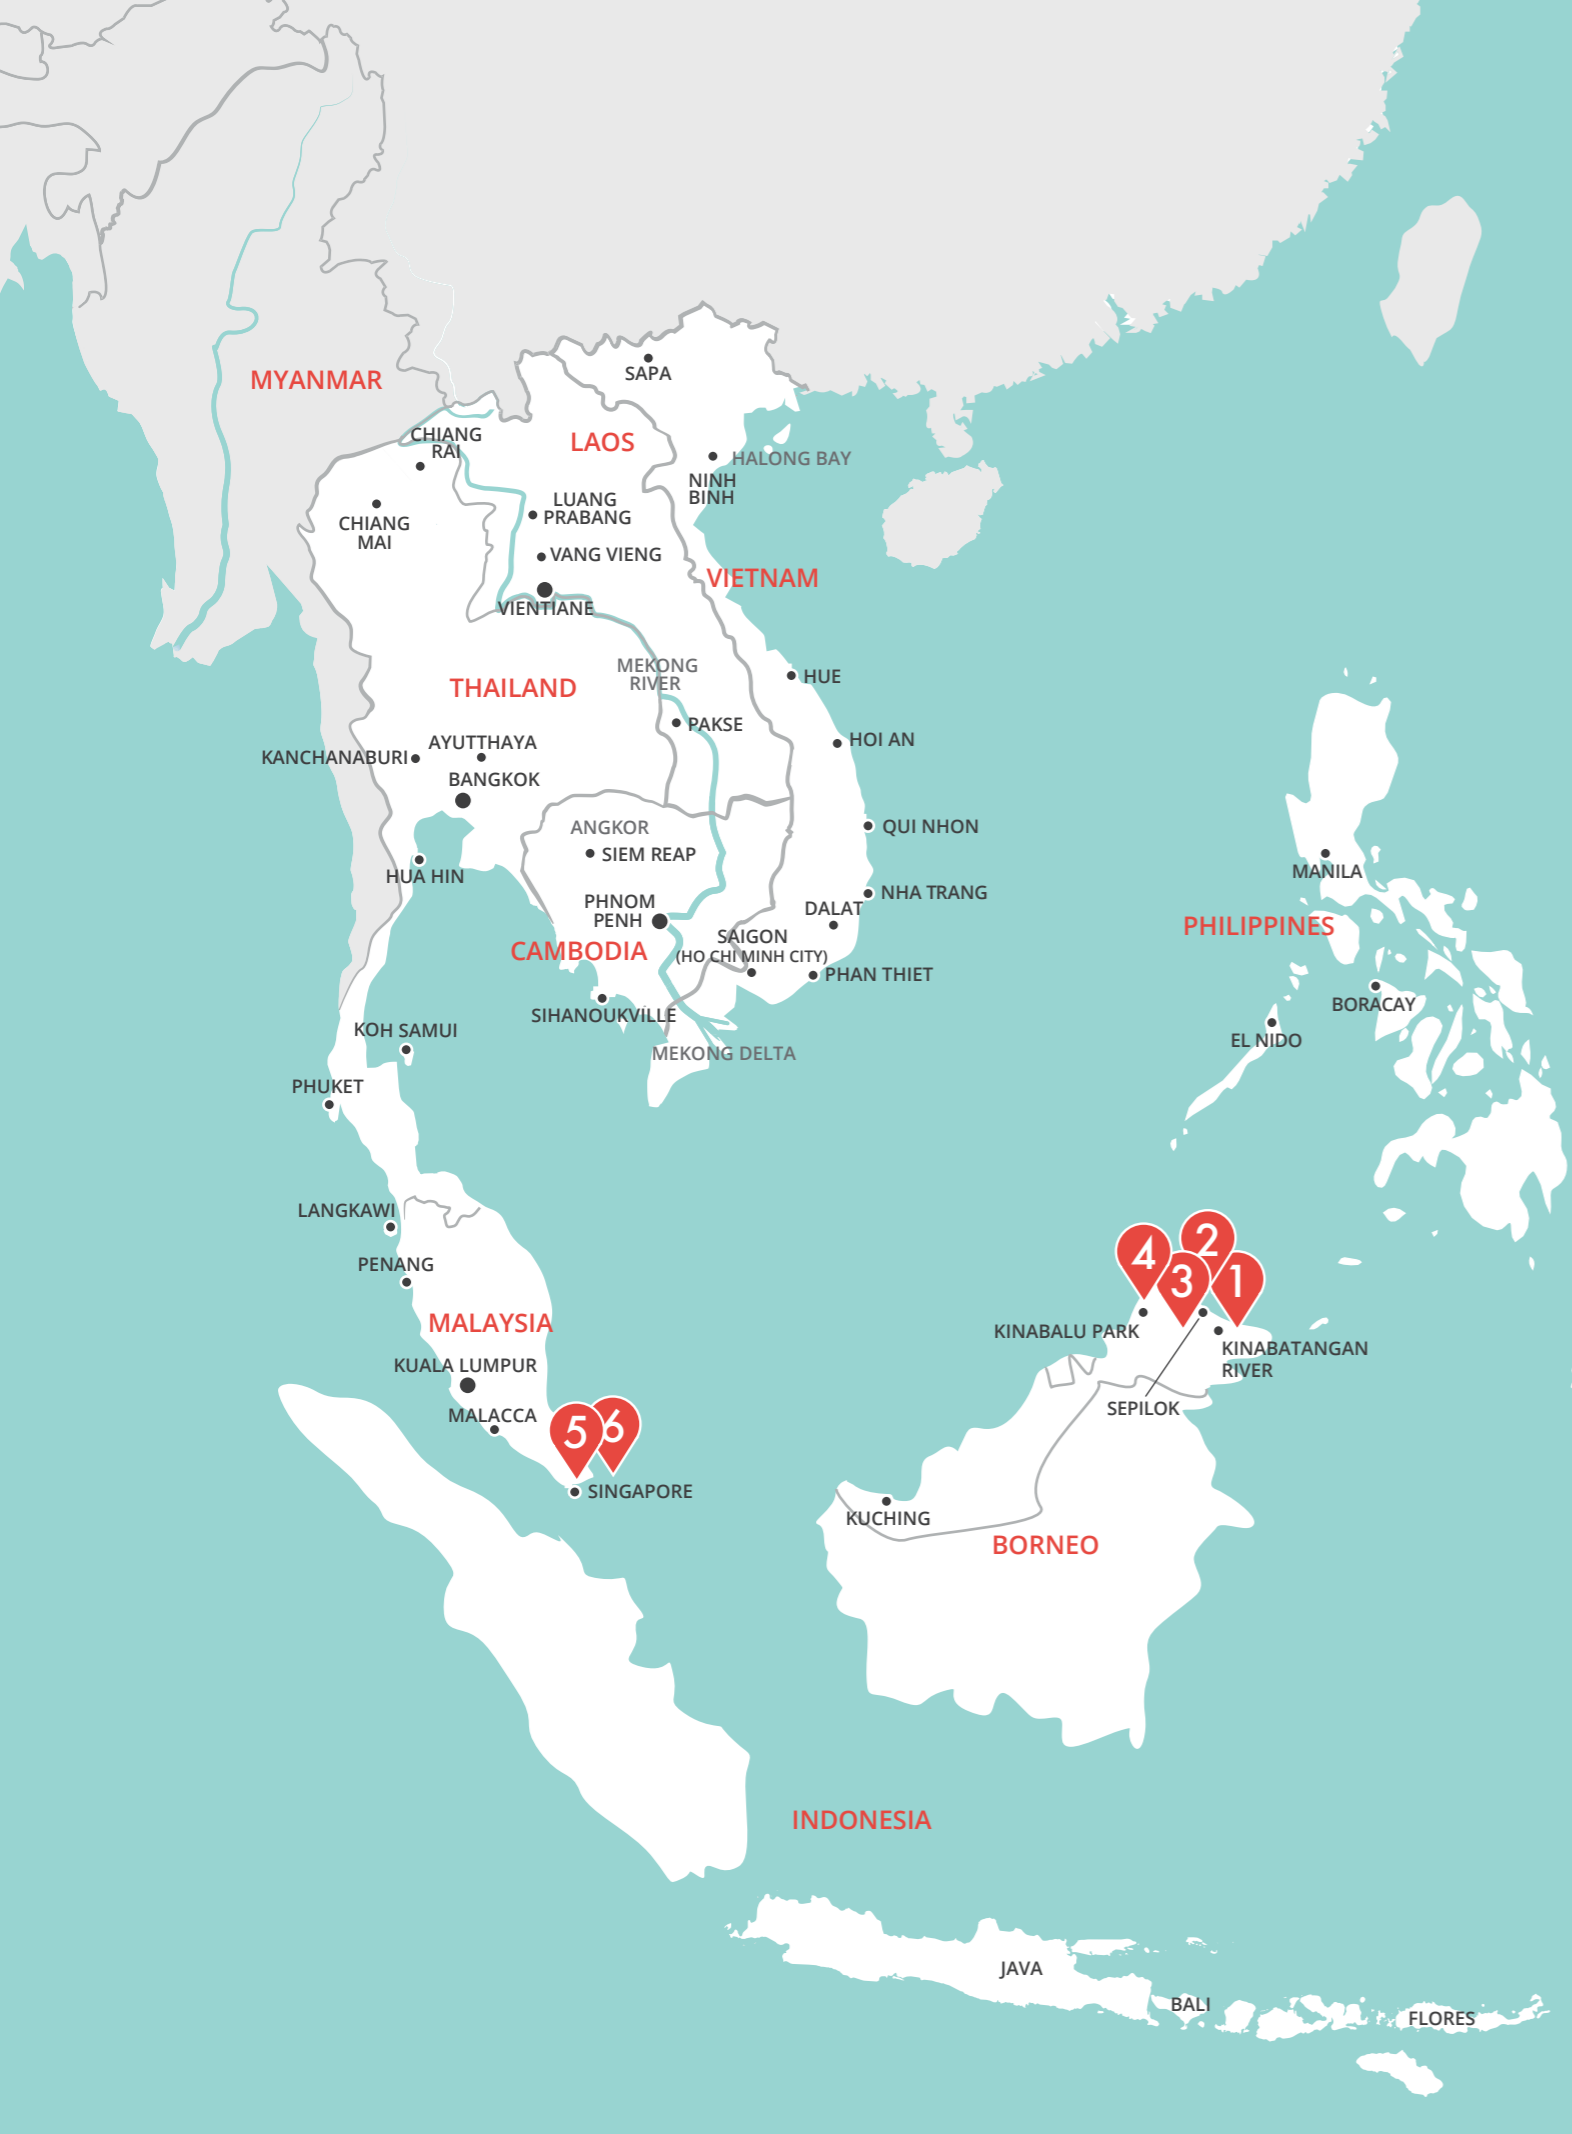 MYANMAR
SAPA
CHIANG
RAI
LAOS
HALONG BAY
NINH
BINH
LUANG
PRABANG
CHIANG
MAI
VANG VIENG
VIETNAM
VIENTIANE
MEKONG
RIVER
HUE
THAILAND
PAKSE
HOI AN
AYUTTHAYA
KANCHANABURI
BANGKOK
ANGKOR
QUI NHON
SIEM REAP
HUA HIN
MANILA
NHA TRANG
PHNOM
PENH
DALAT
PHILIPPINES
SAIGON
(HO CHI MINH CITY)
CAMBODIA
PHAN THIET
BORACAY
SIHANOUKVILLE
KOH SAMUI
EL NIDO
MEKONG DELTA
PHUKET
LANGKAWI
2
4
3
1
PENANG
MALAYSIA
KINABALU PARK
KINABATANGAN
RIVER
KUALA LUMPUR
SEPILOK
MALACCA
5
6
SINGAPORE
KUCHING
BORNEO
INDONESIA
JAVA
BALI
FLORES